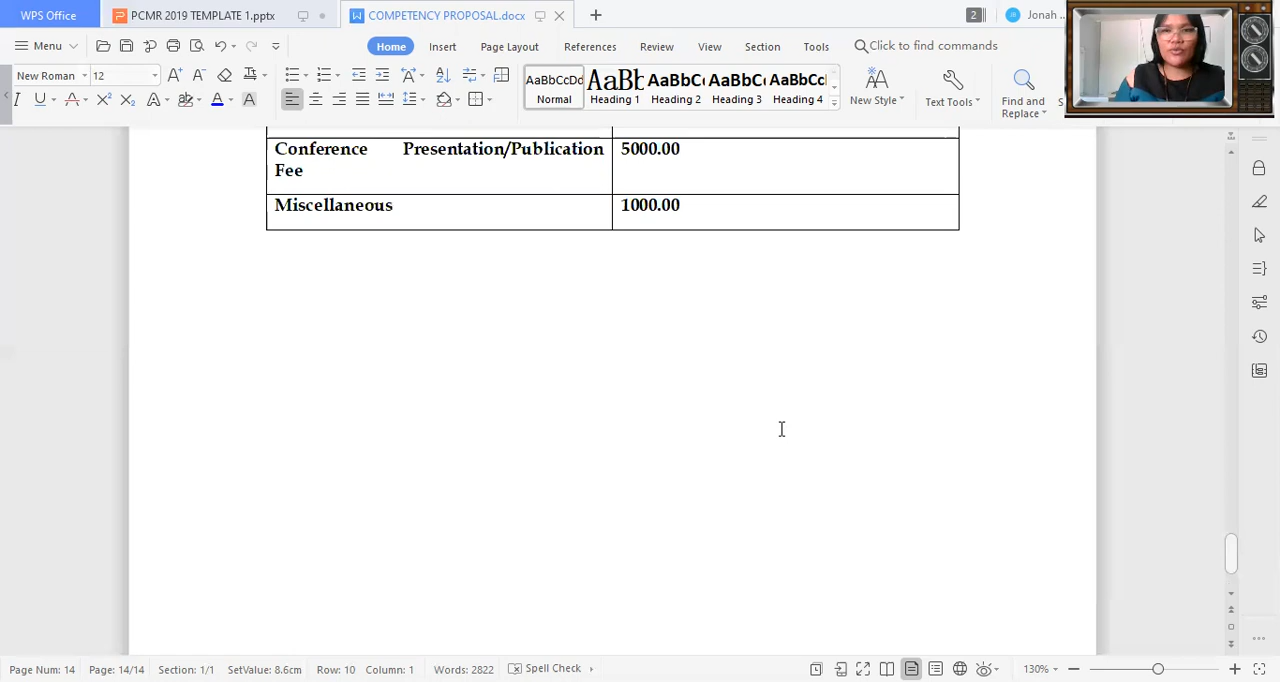 WPS Office
PCMR 2019 TEMPLATE 1.pptx
COMPETENCY PROPOSAL.docx
2
Jonah
Menu
Home
Insert
Page Layout
References
Review
View
Section
Tools
Click to find commands
New Roman
12
AaBbCcDd
AaBb
AaBbC
AaBbC
AaBbC
Normal
Heading 1
Heading 2
Heading 3
Heading 4
New Style
Text Tools
Find and
Replace
Conference Presentation/Publication
Fee
5000.00
Miscellaneous
1000.00
Page Num: 14
Page: 14/14
Section: 1/1
SetValue: 8.6cm
Row: 10
Column: 1
Words: 2822
Spell Check
130%